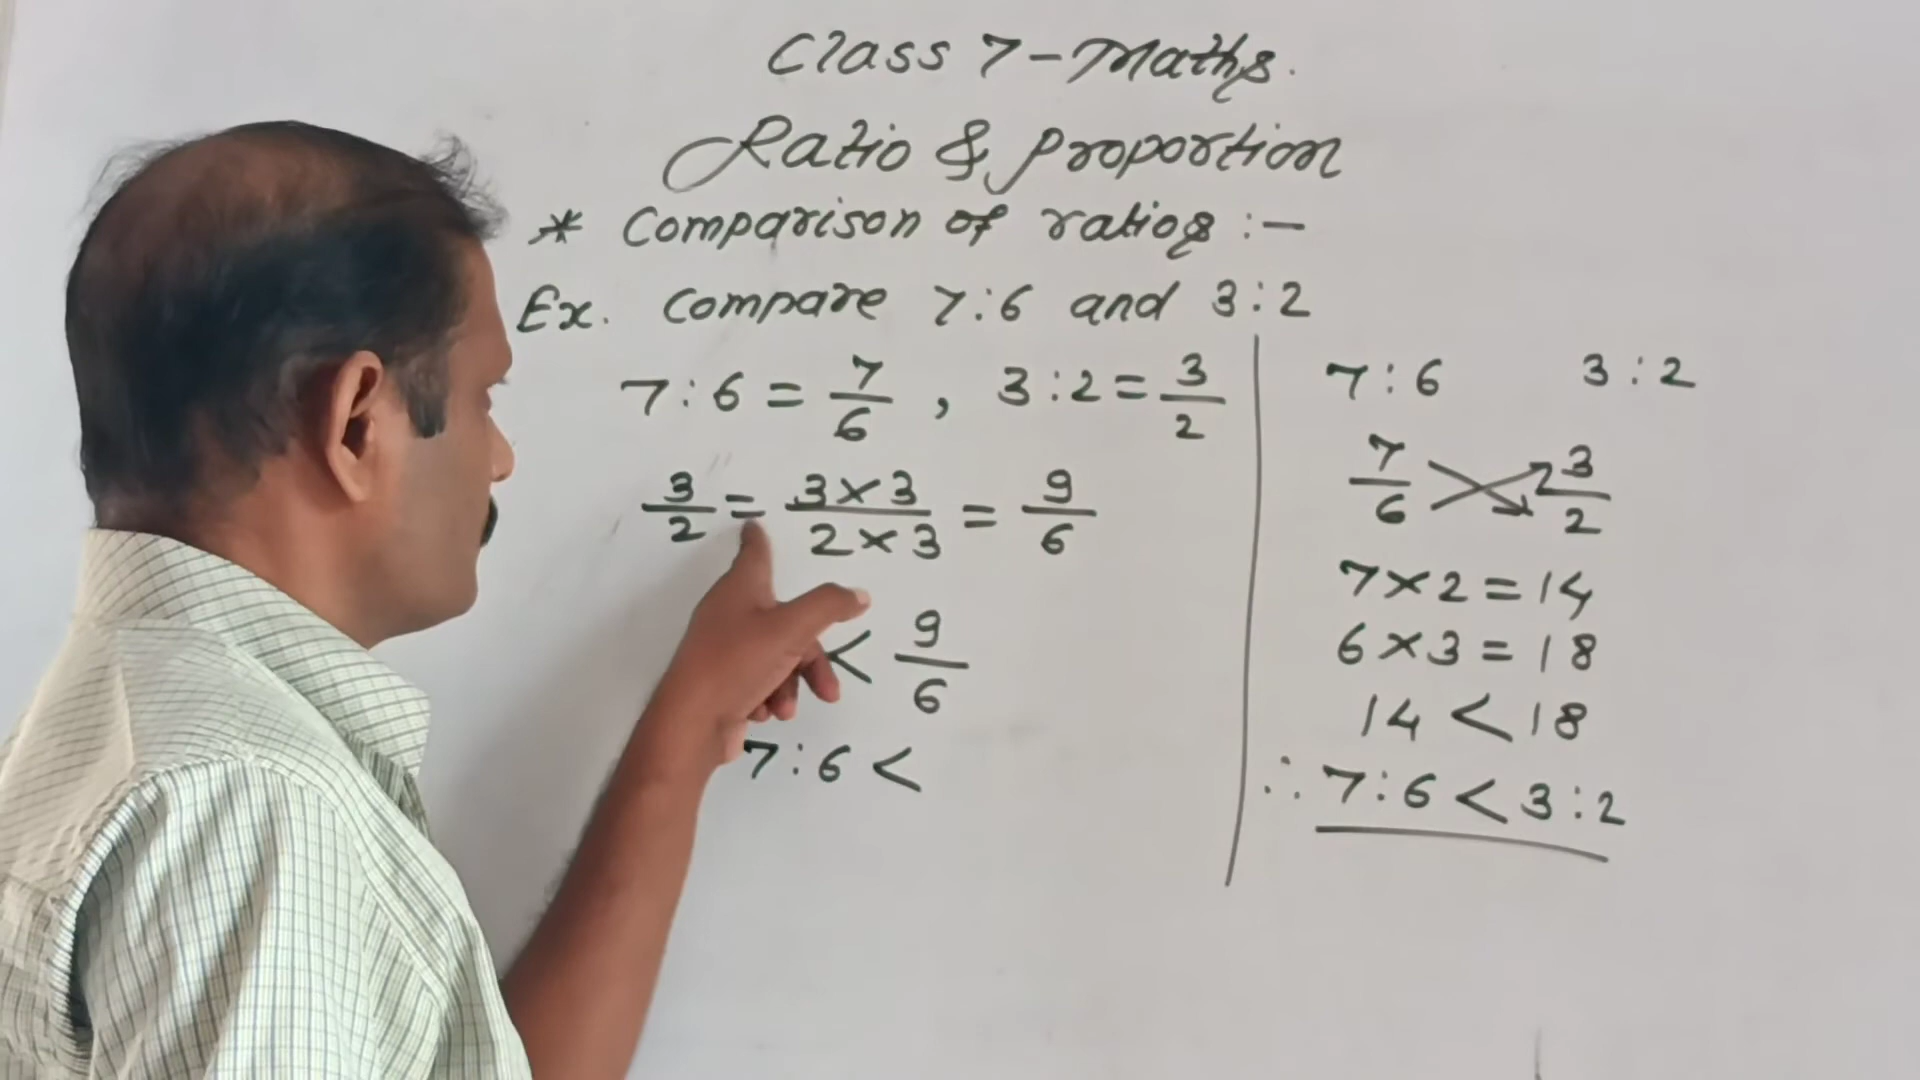 Class 7 - Maths.
Ratio & proportion
* Comparison of ratios :-
Ex. Compare 7:6 and 3:2
7:6 = 7/6 , 3:2 = 3/2
3/2 = 3×3/2×3 = 9/6
< 9/6
7:6 <
7:6 3:2
7/6 3/2
7×2 = 14
6×3 = 18
14 < 18
∴ 7:6 < 3:2